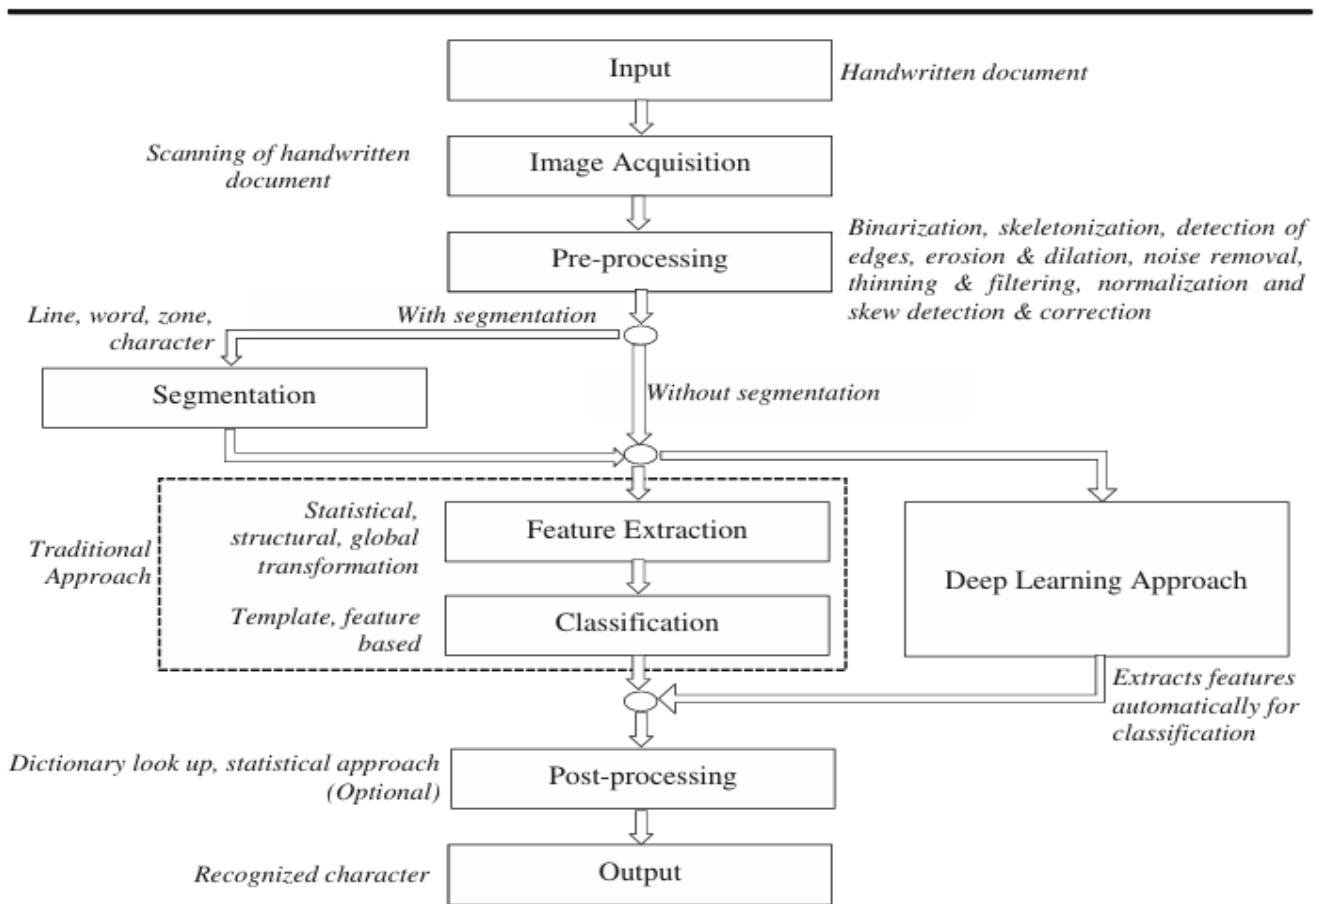 Input
Handwritten document
Scanning of handwritten
document
Image Acquisition
Pre-processing
Binarization, skeletonization, detection of
edges, erosion & dilation, noise removal,
thinning & filtering, normalization and
skew detection & correction
Line, word, zone,
character
With segmentation
Segmentation
Without segmentation
Traditional
Approach
Statistical,
structural, global
transformation
Feature Extraction
Template, feature
based
Classification
Deep Learning Approach
Extracts features
automatically for
classification
Dictionary look up, statistical approach
(Optional)
Post-processing
Recognized character
Output